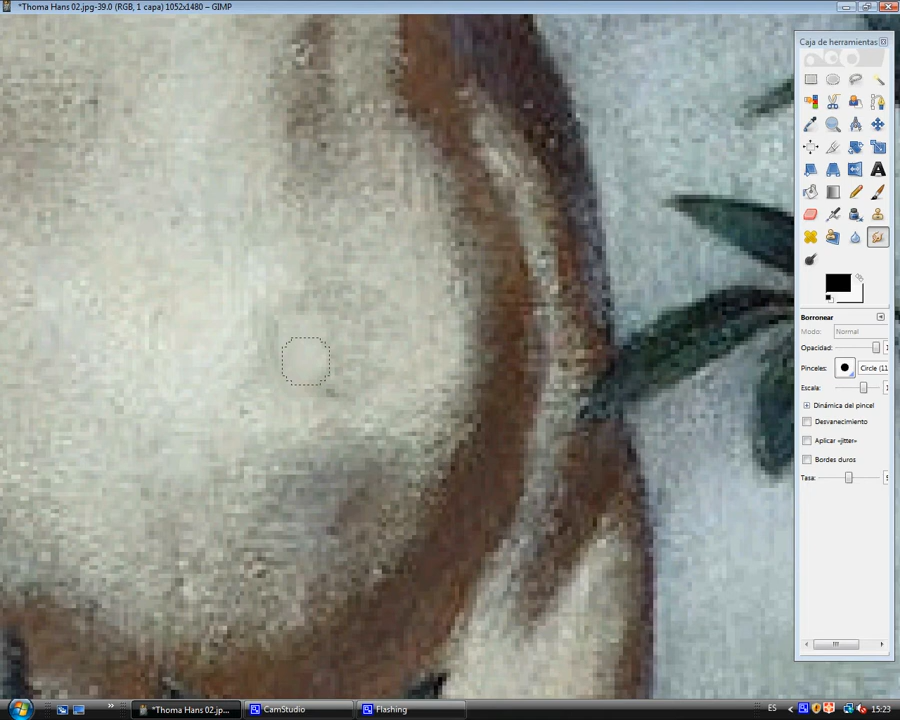 *Thoma Hans 02.jpg-39.0 (RGB, 1 capa) 1052x1480 – GIMP
Caja de herramientas
Borronear
Modo: Normal
Opacidad:
Pinceles: Circle (11
Escala:
Dinámica del pincel
Desvanecimiento
Aplicar «jitter»
Bordes duros
Tasa:
*Thoma Hans 02.jp...
CamStudio
Flashing
ES
15:23